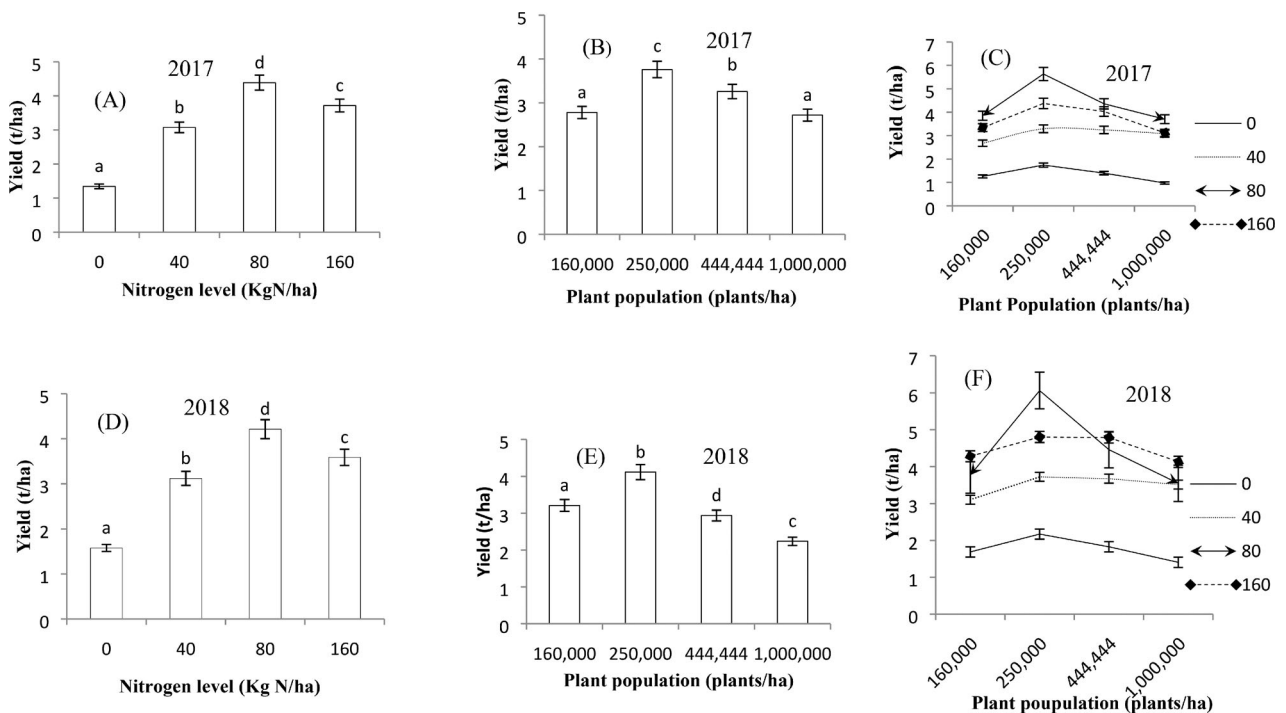 (A)
2017
Yield (t/ha)
5
4
3
2
1
0
a
b
d
c
0 40 80 160
Nitrogen level (KgN/ha)
(B)
2017
Yield (t/ha)
5
4
3
2
1
0
a
c
b
a
160,000 250,000 444,444 1,000,000
Plant population (plants/ha)
(C)
2017
Yield (t/ha)
7
6
5
4
3
2
1
0
160,000
250,000
444,444
1,000,000
Plant Population (plants/ha)
0
40
80
160
(D)
2018
Yield (t/ha)
5
4
3
2
1
0
a
b
d
c
0 40 80 160
Nitrogen level (Kg N/ha)
(E)
2018
Yield (t/ha)
5
4
3
2
1
0
a
b
d
c
160,000 250,000 444,444 1,000,000
Plant population (plants/ha)
(F)
2018
Yield (t/ha)
7
6
5
4
3
2
1
0
160,000
250,000
444,444
1,000,000
Plant poupulation (plants/ha)
0
40
80
160